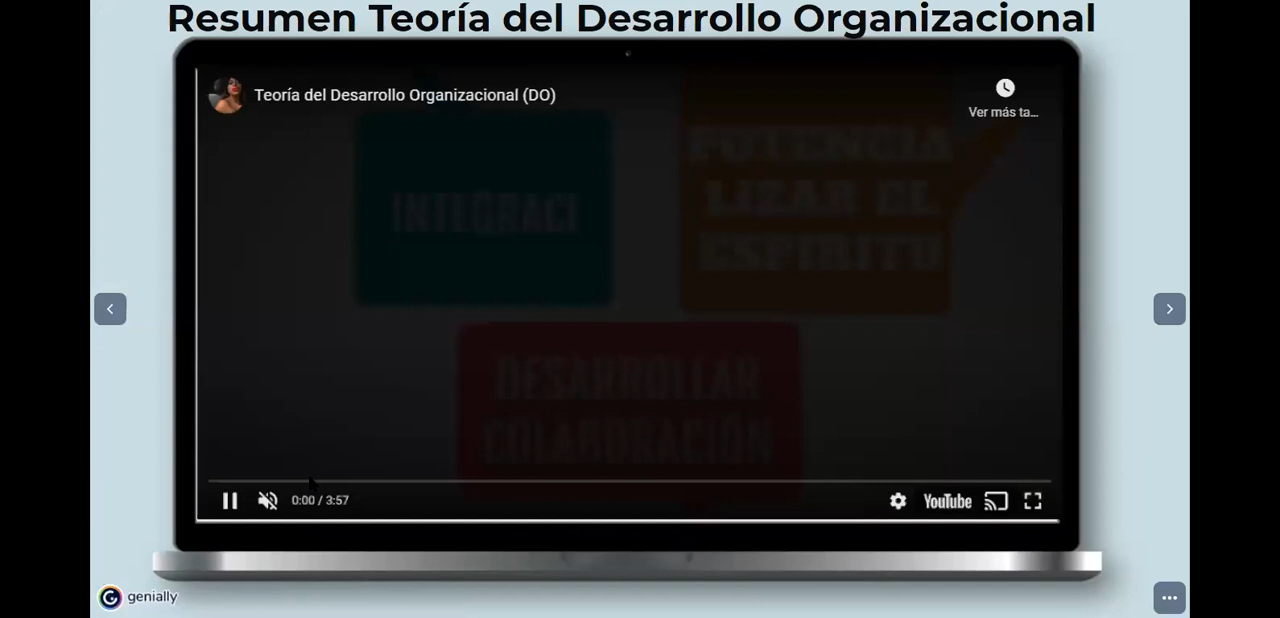 Resumen Teoría del Desarrollo Organizacional
Teoría del Desarrollo Organizacional (DO)
Ver más ta...
INTEGRACI
POTENCIA
LIZAR EL
ESPIRITU
DESARROLLAR
COLABORACIÓN
0:00 / 3:57
YouTube
genially